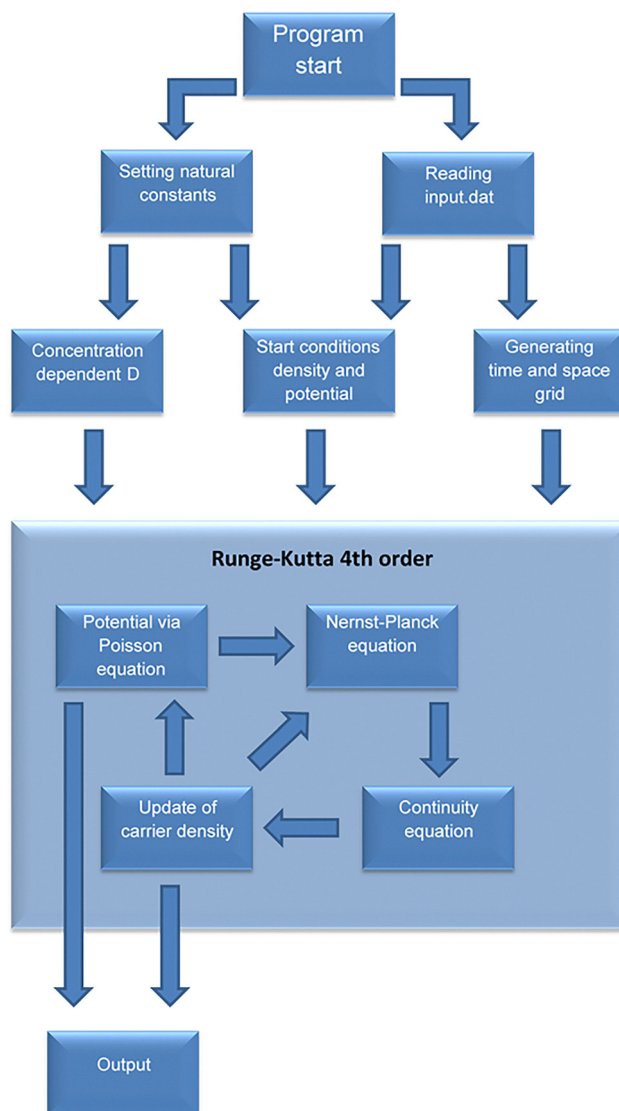 Program
start
Setting natural
constants
Reading
input.dat
Concentration
dependent D
Start conditions
density and
potential
Generating
time and space
grid
Runge-Kutta 4th order
Potential via
Poisson
equation
Nernst-Planck
equation
Update of
carrier density
Continuity
equation
Output